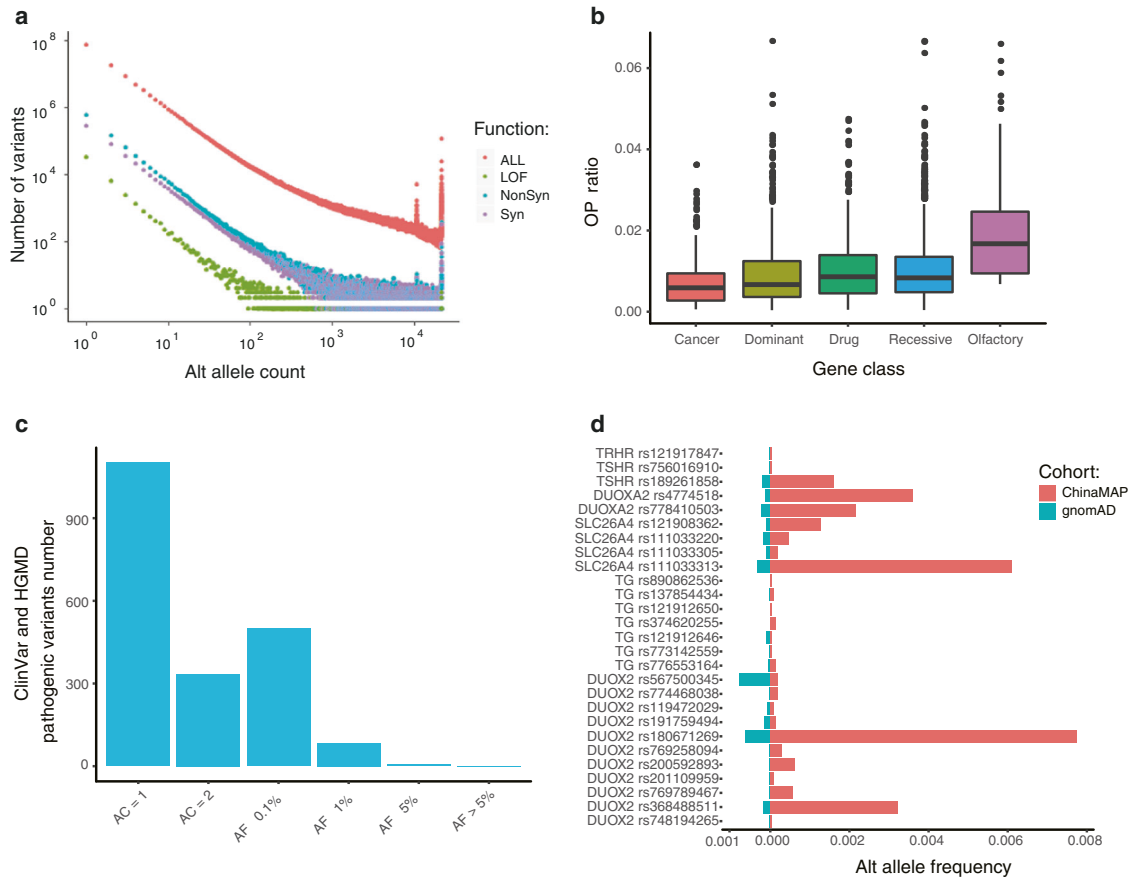 a
Number of variants
10^8
10^6
10^4
10^2
10^0
10^0 10^1 10^2 10^3 10^4
Alt allele count
Function:
ALL
LOF
NonSyn
Syn
b
OP ratio
0.06
0.04
0.02
0.00
Cancer Dominant Drug Recessive Olfactory
Gene class
c
ClinVar and HGMD
pathogenic variants number
900
600
300
0
AC = 1 AC = 2 AF 0.1% AF 1% AF 5% AF > 5%
d
TRHR rs121917847
TSHR rs756016910
TSHR rs189261858
DUOXA2 rs4774518
DUOXA2 rs778410503
SLC26A4 rs121908362
SLC26A4 rs111033220
SLC26A4 rs111033305
SLC26A4 rs111033313
TG rs890862536
TG rs137854434
TG rs121912650
TG rs374620255
TG rs121912646
TG rs773142559
TG rs776553164
DUOX2 rs567500345
DUOX2 rs774468038
DUOX2 rs119472029
DUOX2 rs191759494
DUOX2 rs180671269
DUOX2 rs769258094
DUOX2 rs200592893
DUOX2 rs201109959
DUOX2 rs769789467
DUOX2 rs368488511
DUOX2 rs748194265
0.001 0.000 0.002 0.004 0.006 0.008
Alt allele frequency
Cohort:
ChinaMAP
gnomAD